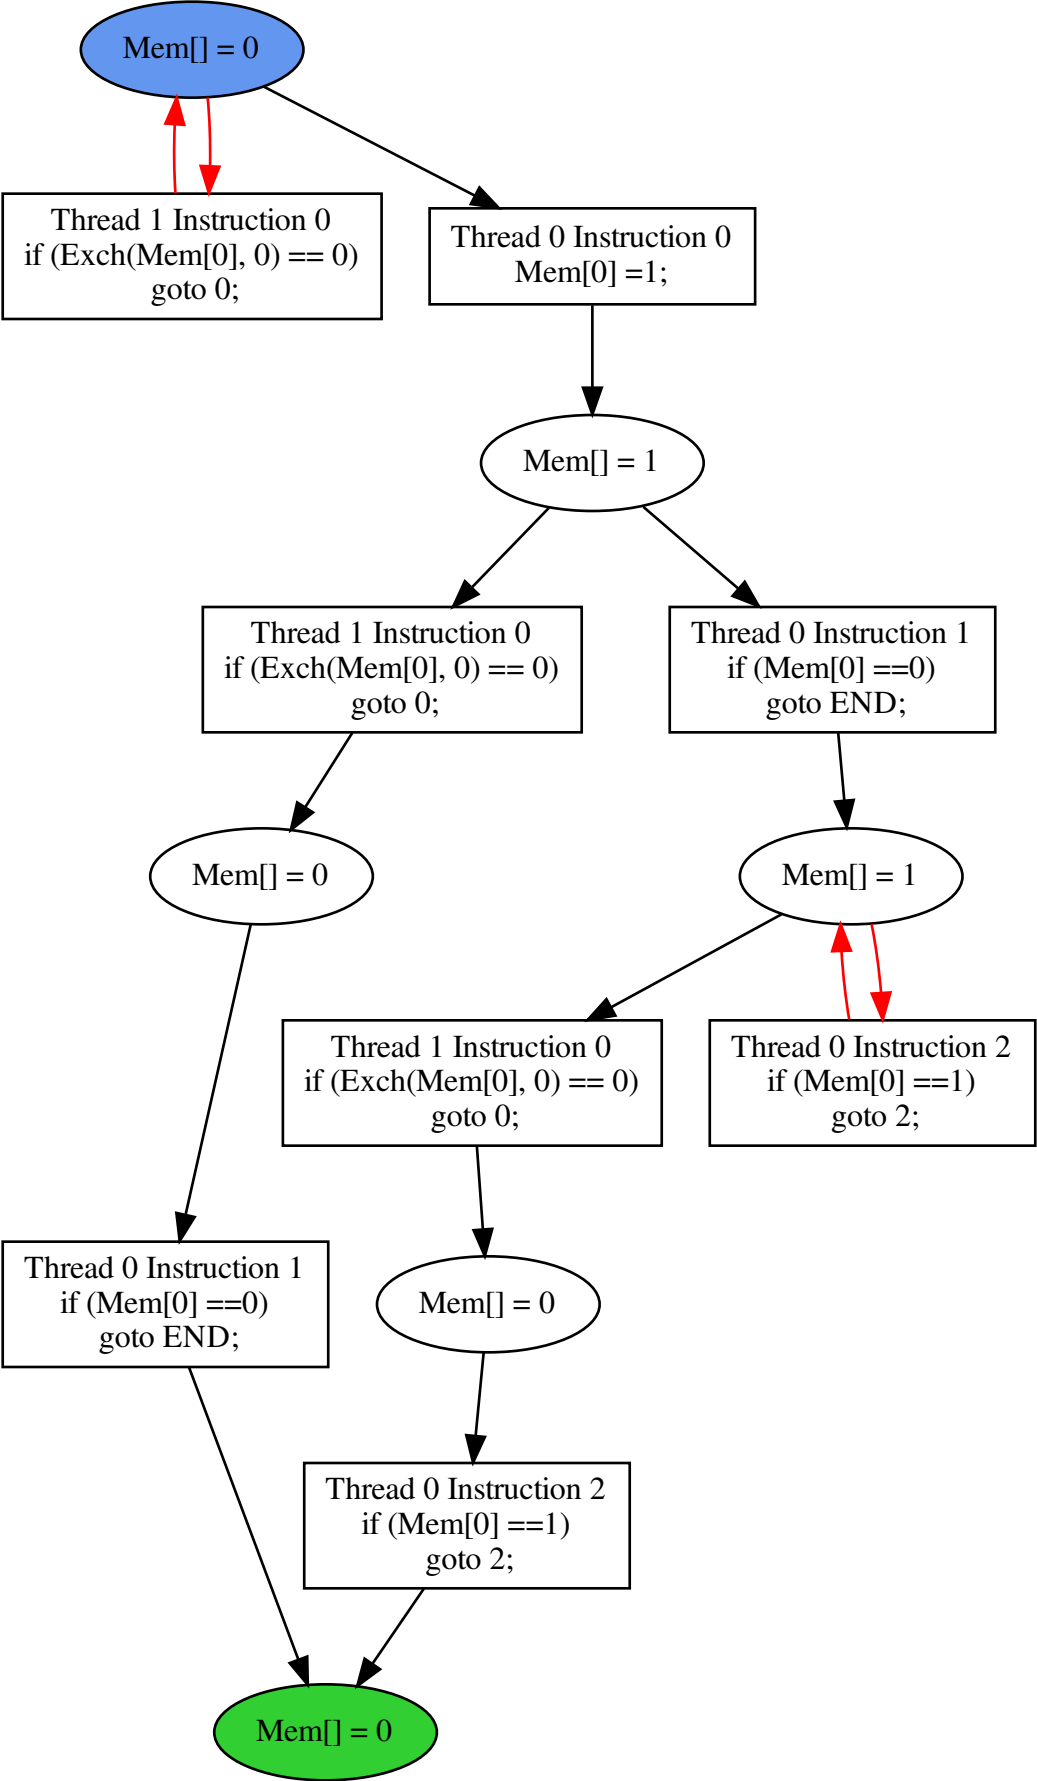 Mem[] = 0
Thread 1 Instruction 0
if (Exch(Mem[0], 0) == 0)
goto 0;
Thread 0 Instruction 0
Mem[0] =1;
Mem[] = 1
Thread 1 Instruction 0
if (Exch(Mem[0], 0) == 0)
goto 0;
Thread 0 Instruction 1
if (Mem[0] ==0)
goto END;
Mem[] = 0
Mem[] = 1
Thread 1 Instruction 0
if (Exch(Mem[0], 0) == 0)
goto 0;
Thread 0 Instruction 2
if (Mem[0] ==1)
goto 2;
Thread 0 Instruction 1
if (Mem[0] ==0)
goto END;
Mem[] = 0
Thread 0 Instruction 2
if (Mem[0] ==1)
goto 2;
Mem[] = 0